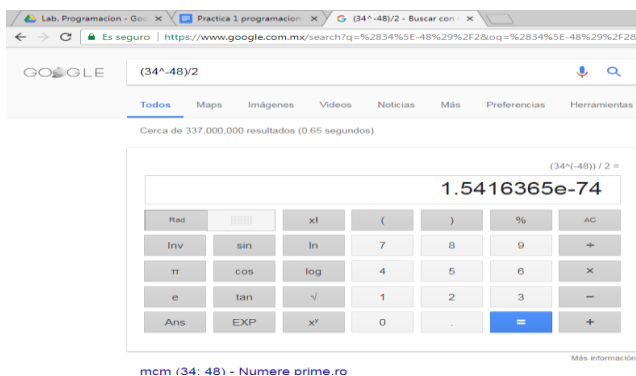 Lab. Programacion - Goo
Practica 1 programacion
(34^-48)/2 - Buscar con
Es seguro | https://www.google.com.mx/search?q=%2834%5E-48%29%2F2&oq=%2834%5E-48%29%2F28
GO GLE
(34^-48)/2
Todos Maps Imágenes Videos Noticias Más Preferencias Herramientas
Cerca de 337,000,000 resultados (0.65 segundos)
(34^(-48)) / 2 =
1.5416365e-74
Rad x! ( ) % AC
Inv sin ln 7 8 9 ÷
π cos log 4 5 6 ×
e tan √ 1 2 3 −
Ans EXP xʸ 0 . = +
Más información
mcm (34; 48) - Numere prime.ro